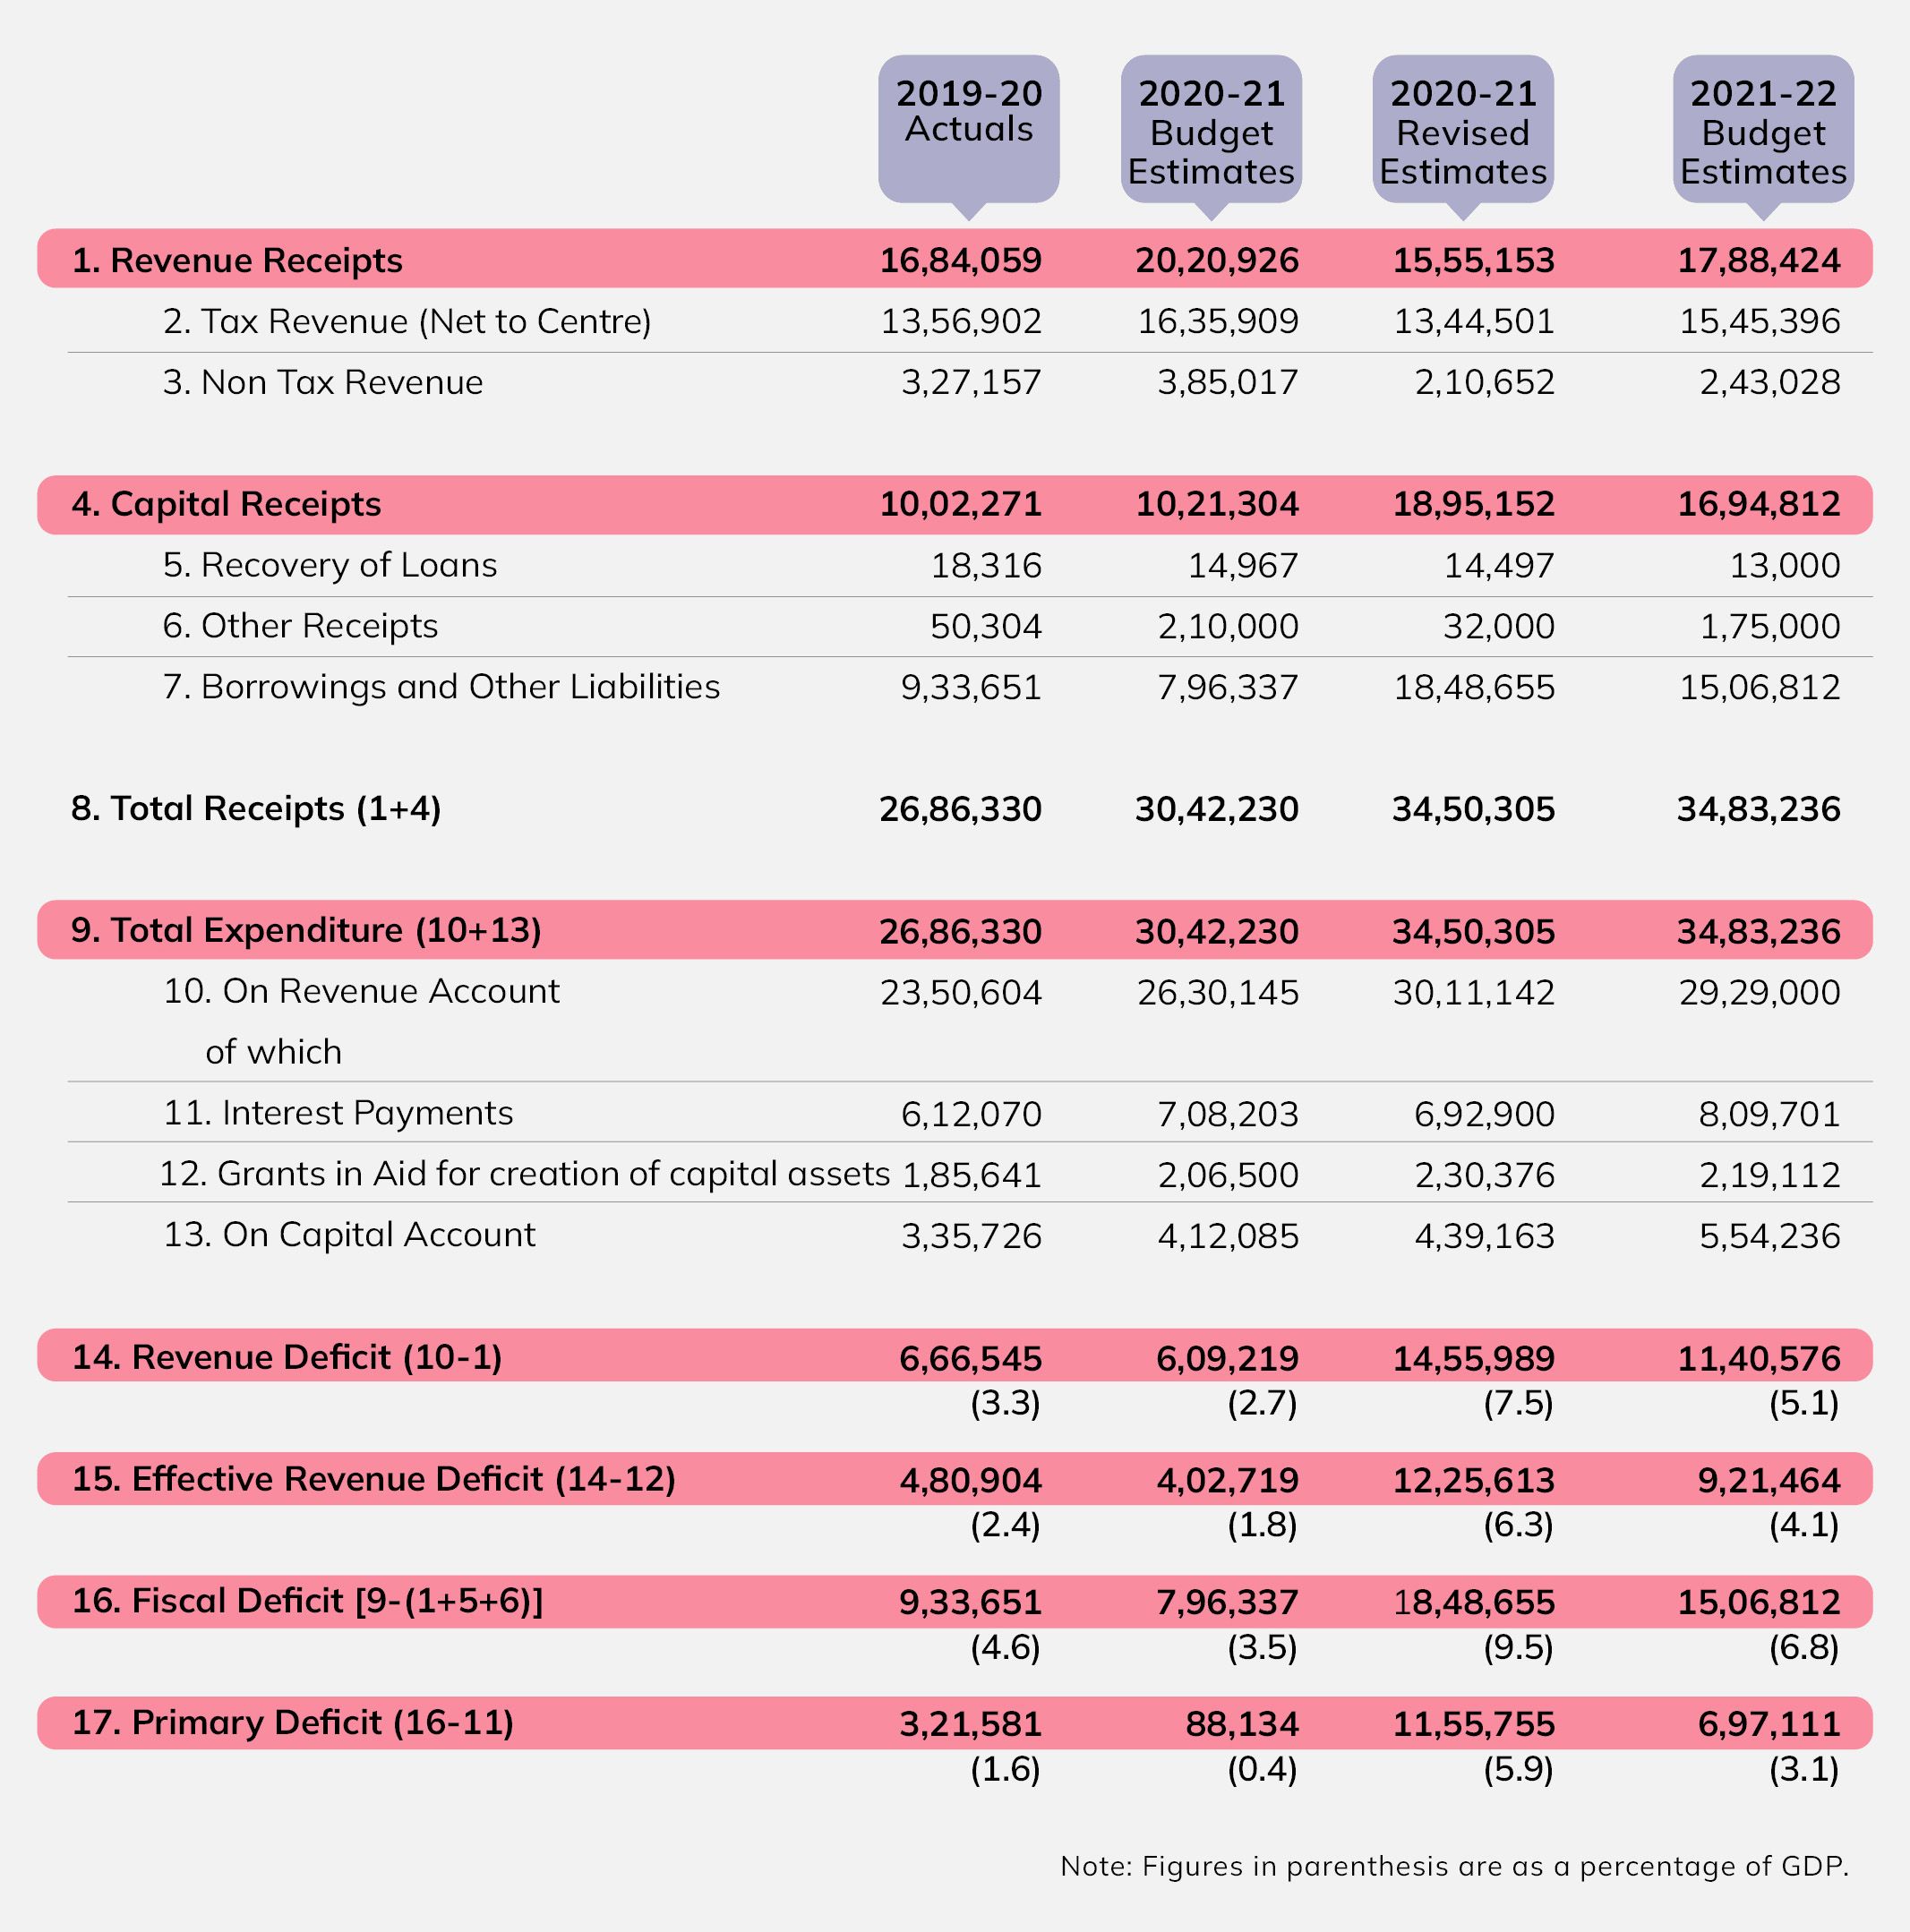 2019-20 2020-21 2020-21 2021-22
Actuals Budget Revised Budget
Estimates Estimates Estimates
1. Revenue Receipts 16,84,059 20,20,926 15,55,153 17,88,424
2. Tax Revenue (Net to Centre) 13,56,902 16,35,909 13,44,501 15,45,396
3. Non Tax Revenue 3,27,157 3,85,017 2,10,652 2,43,028
4. Capital Receipts 10,02,271 10,21,304 18,95,152 16,94,812
5. Recovery of Loans 18,316 14,967 14,497 13,000
6. Other Receipts 50,304 2,10,000 32,000 1,75,000
7. Borrowings and Other Liabilities 9,33,651 7,96,337 18,48,655 15,06,812
8. Total Receipts (1+4) 26,86,330 30,42,230 34,50,305 34,83,236
9. Total Expenditure (10+13) 26,86,330 30,42,230 34,50,305 34,83,236
10. On Revenue Account 23,50,604 26,30,145 30,11,142 29,29,000
of which
11. Interest Payments 6,12,070 7,08,203 6,92,900 8,09,701
12. Grants in Aid for creation of capital assets 1,85,641 2,06,500 2,30,376 2,19,112
13. On Capital Account 3,35,726 4,12,085 4,39,163 5,54,236
14. Revenue Deficit (10-1) 6,66,545 6,09,219 14,55,989 11,40,576
(3.3) (2.7) (7.5) (5.1)
15. Effective Revenue Deficit (14-12) 4,80,904 4,02,719 12,25,613 9,21,464
(2.4) (1.8) (6.3) (4.1)
16. Fiscal Deficit [9-(1+5+6)] 9,33,651 7,96,337 18,48,655 15,06,812
(4.6) (3.5) (9.5) (6.8)
17. Primary Deficit (16-11) 3,21,581 88,134 11,55,755 6,97,111
(1.6) (0.4) (5.9) (3.1)
Note: Figures in parenthesis are as a percentage of GDP.